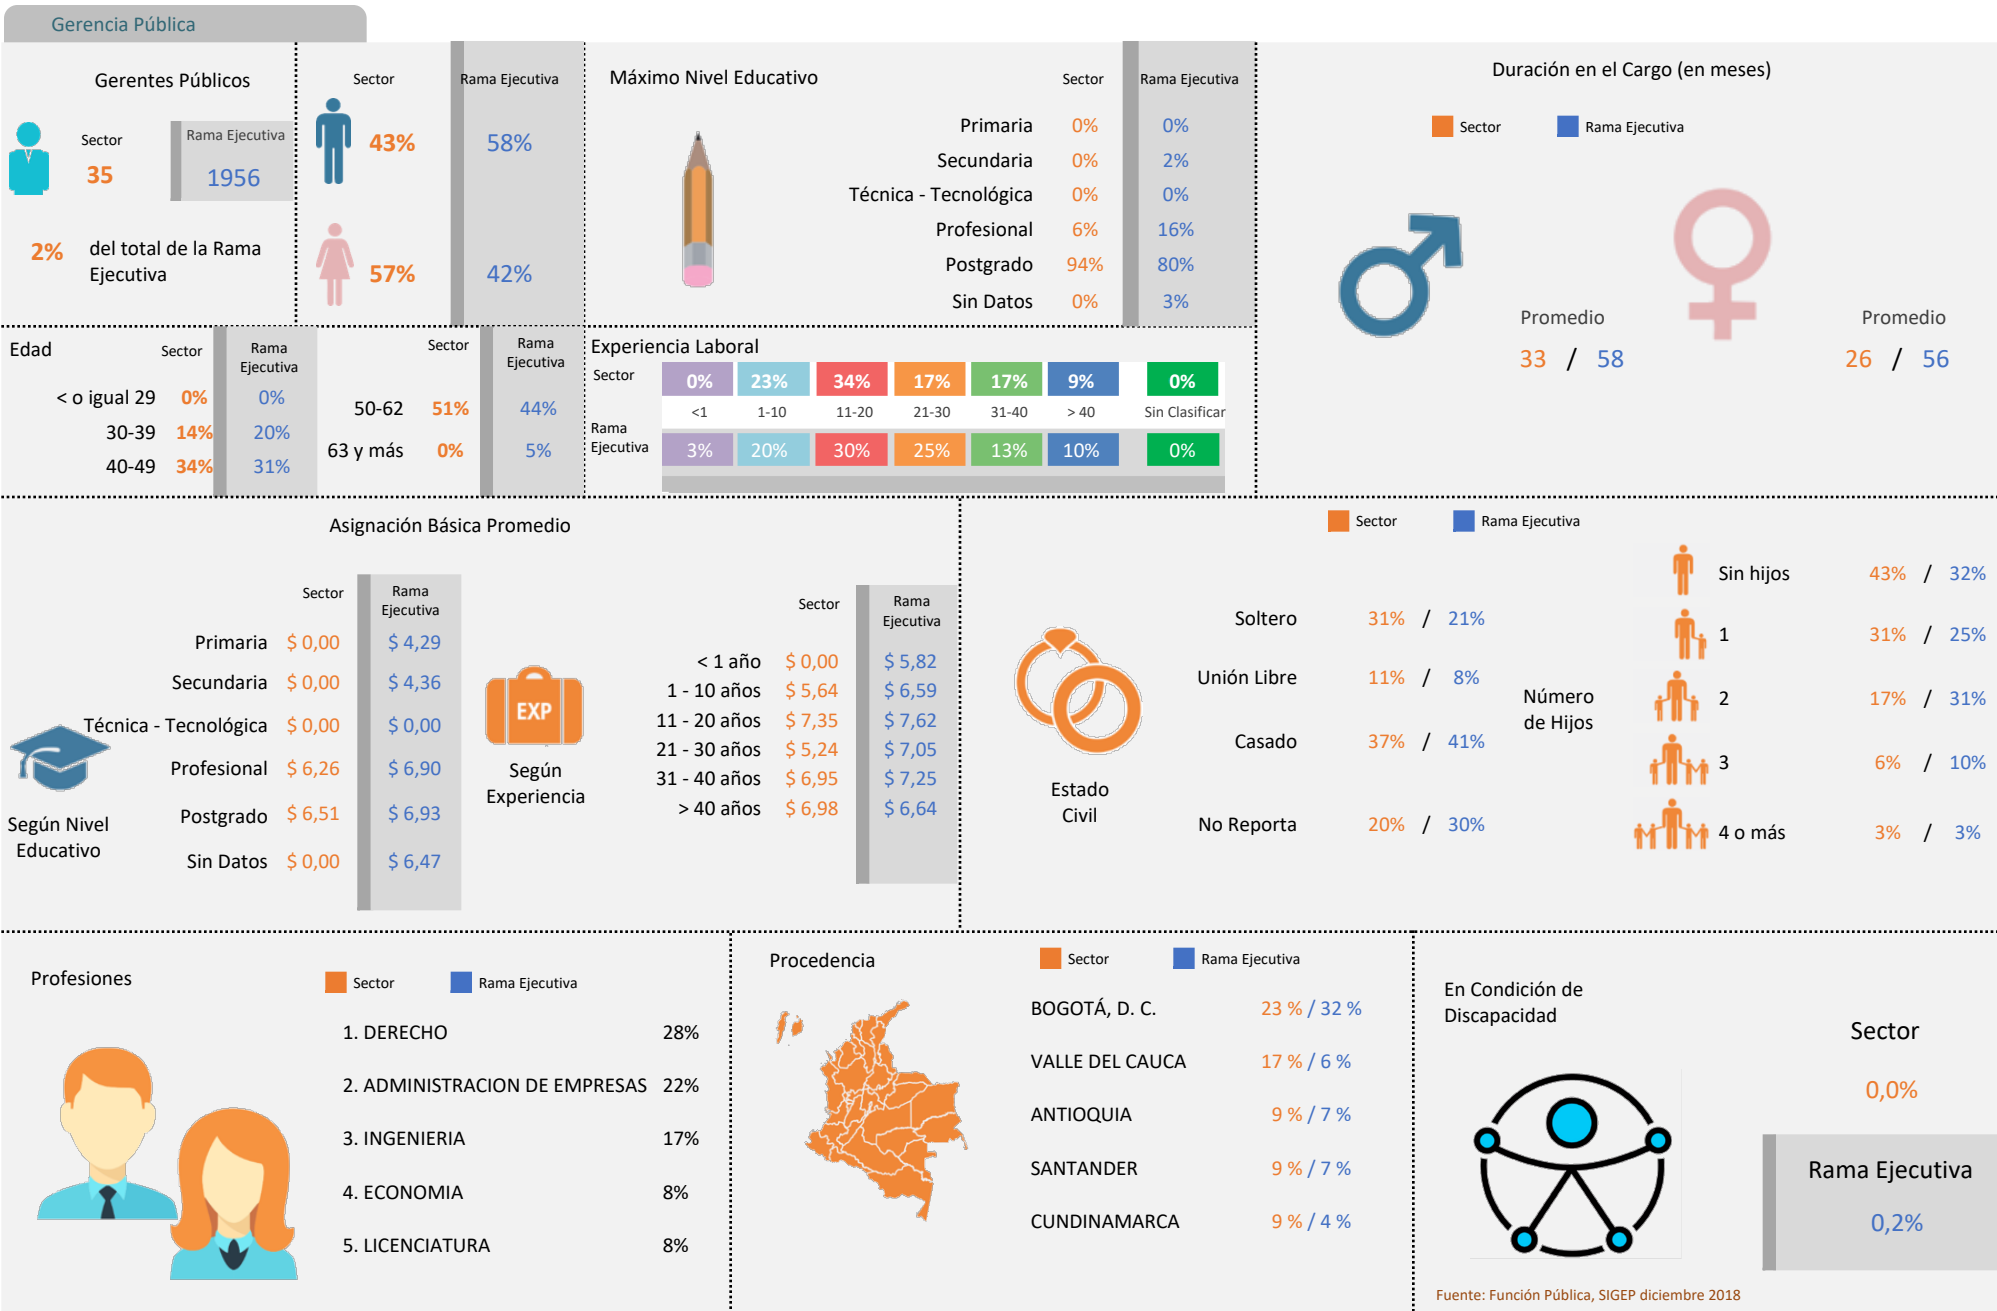 Gerencia Pública
Gerentes Públicos
Sector
Rama Ejecutiva
35
1956
2% del total de la Rama
Ejecutiva
Sector
Rama Ejecutiva
43% 58%
57% 42%
Máximo Nivel Educativo
Sector
Rama Ejecutiva
Primaria 0% 0%
Secundaria 0% 2%
Técnica - Tecnológica 0% 0%
Profesional 6% 16%
Postgrado 94% 80%
Sin Datos 0% 3%
Duración en el Cargo (en meses)
Sector
Rama Ejecutiva
Promedio
33 / 58
Promedio
26 / 56
Edad
Sector
Rama
Ejecutiva
< o igual 29 0% 0%
30-39 14% 20%
40-49 34% 31%
Sector
Rama
Ejecutiva
50-62 51% 44%
63 y más 0% 5%
Experiencia Laboral
Sector 0% 23% 34% 17% 17% 9% 0%
<1 1-10 11-20 21-30 31-40 > 40 Sin Clasificar
Rama
Ejecutiva 3% 20% 30% 25% 13% 10% 0%
Asignación Básica Promedio
Sector
Rama
Ejecutiva
Primaria $ 0,00 $ 4,29
Secundaria $ 0,00 $ 4,36
Técnica - Tecnológica $ 0,00 $ 0,00
Profesional $ 6,26 $ 6,90
Postgrado $ 6,51 $ 6,93
Sin Datos $ 0,00 $ 6,47
Según Nivel
Educativo
EXP
Según
Experiencia
Sector
Rama
Ejecutiva
< 1 año $ 0,00 $ 5,82
1 - 10 años $ 5,64 $ 6,59
11 - 20 años $ 7,35 $ 7,62
21 - 30 años $ 5,24 $ 7,05
31 - 40 años $ 6,95 $ 7,25
> 40 años $ 6,98 $ 6,64
Sector
Rama Ejecutiva
Estado
Civil
Soltero 31% / 21%
Unión Libre 11% / 8%
Casado 37% / 41%
No Reporta 20% / 30%
Número
de Hijos
Sin hijos 43% / 32%
1 31% / 25%
2 17% / 31%
3 6% / 10%
4 o más 3% / 3%
Profesiones
Sector
Rama Ejecutiva
1. DERECHO 28%
2. ADMINISTRACION DE EMPRESAS 22%
3. INGENIERIA 17%
4. ECONOMIA 8%
5. LICENCIATURA 8%
Procedencia
Sector
Rama Ejecutiva
BOGOTÁ, D. C. 23 % / 32 %
VALLE DEL CAUCA 17 % / 6 %
ANTIOQUIA 9 % / 7 %
SANTANDER 9 % / 7 %
CUNDINAMARCA 9 % / 4 %
En Condición de
Discapacidad
Sector
0,0%
Rama Ejecutiva
0,2%
Fuente: Función Pública, SIGEP diciembre 2018